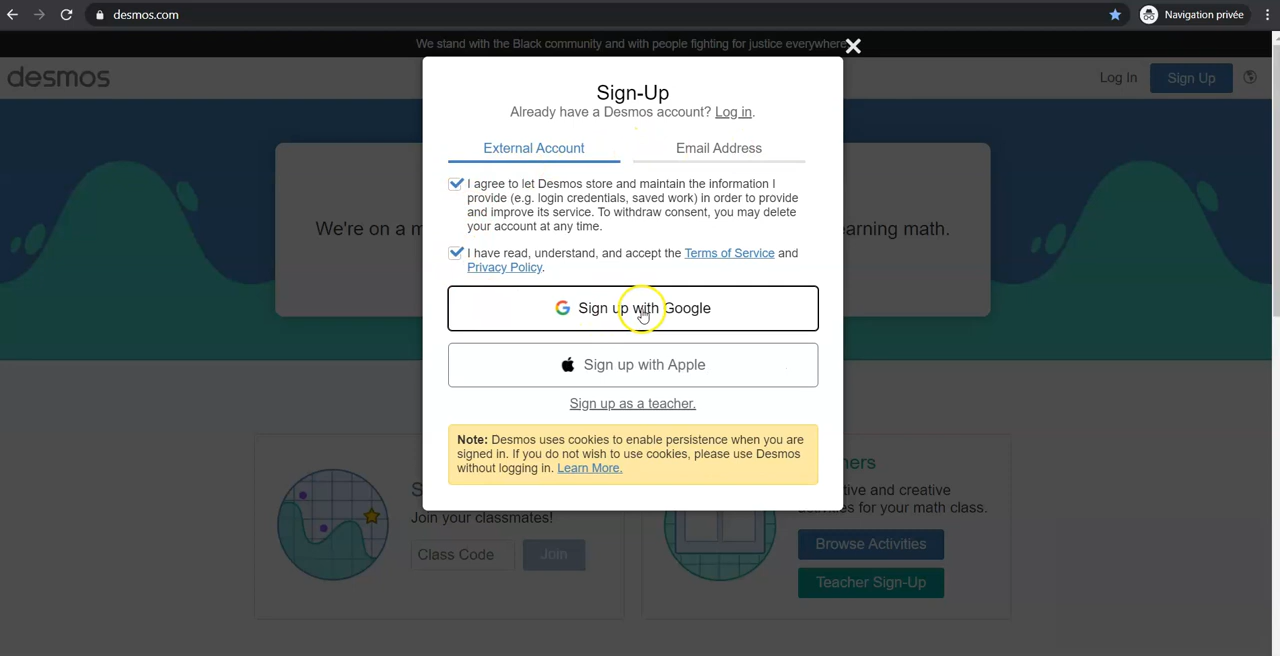 desmos.com
Navigation privée
We stand with the Black community and with people fighting for justice everywhere
desmos
Log In
Sign Up
Sign-Up
Already have a Desmos account? Log in.
External Account
Email Address
I agree to let Desmos store and maintain the information I
provide (e.g. login credentials, saved work) in order to provide
and improve its service. To withdraw consent, you may delete
your account at any time.
I have read, understand, and accept the Terms of Service and
Privacy Policy.
We're on a m
arning math.
Sign up with Google
Sign up with Apple
Sign up as a teacher.
Note: Desmos uses cookies to enable persistence when you are
signed in. If you do not wish to use cookies, please use Desmos
without logging in. Learn More.
S
Join your classmates!
Class Code
Join
ners
tive and creative
activities for your math class.
Browse Activities
Teacher Sign-Up